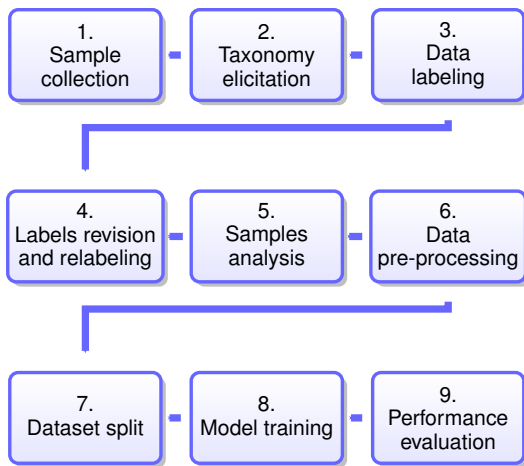 1.
Sample
collection
2.
Taxonomy
elicitation
3.
Data
labeling
4.
Labels revision
and relabeling
5.
Samples
analysis
6.
Data
pre-processing
7.
Dataset split
8.
Model training
9.
Performance
evaluation